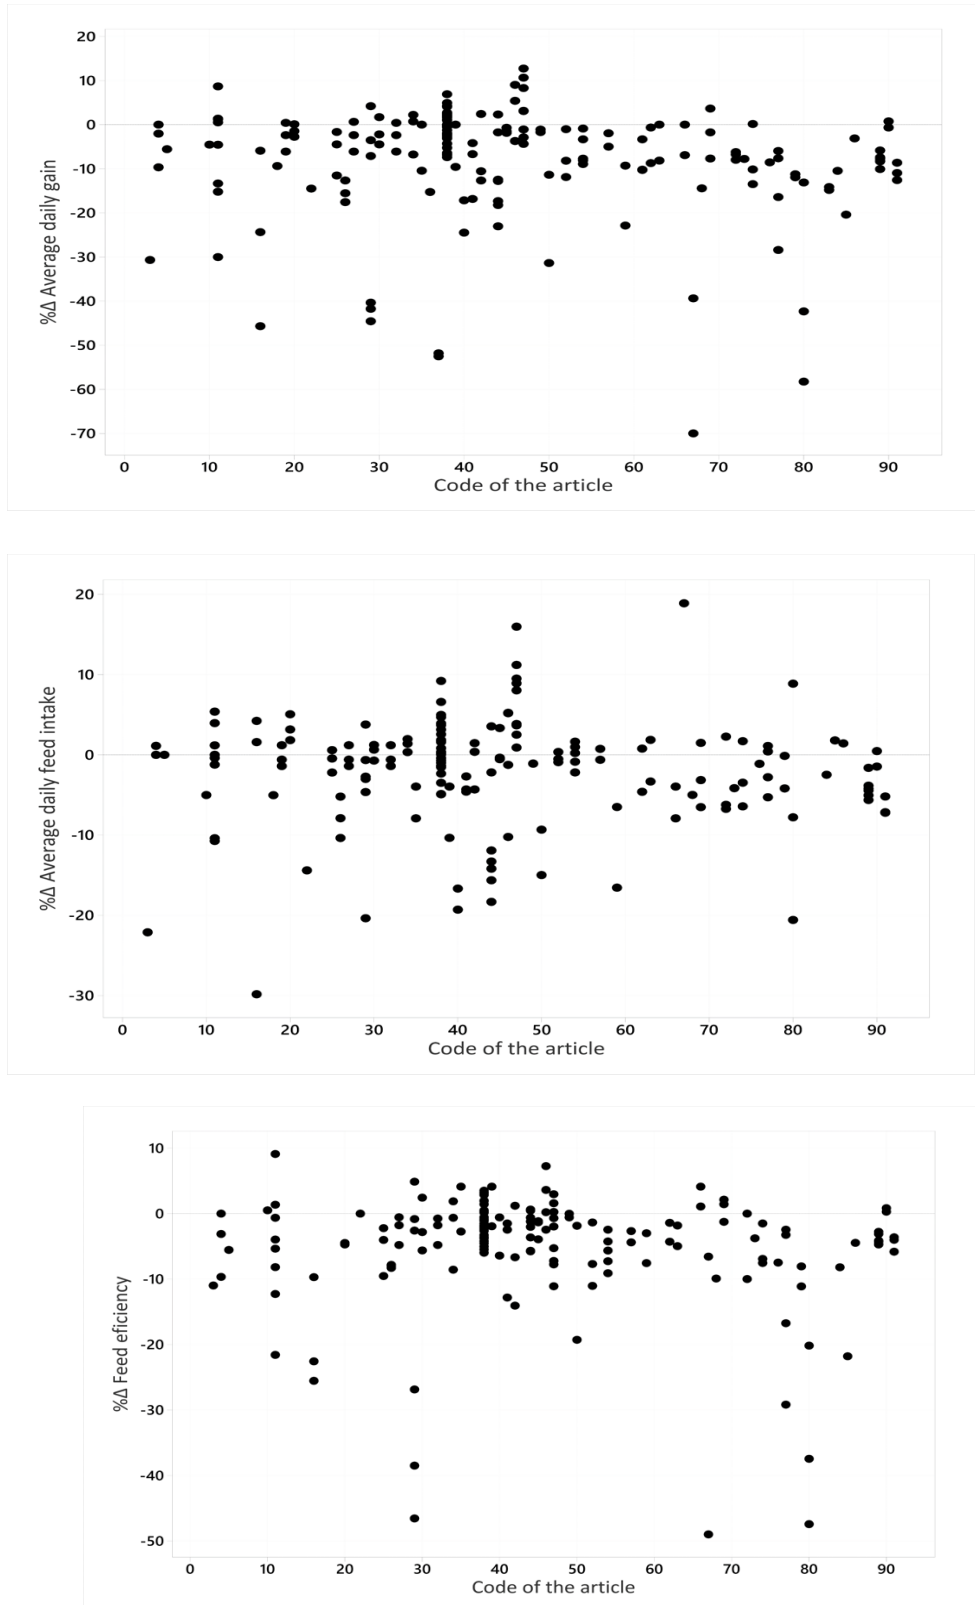 20
10
0
-10
-20
-30
-40
-50
-60
-70
%Δ Average daily gain
0 10 20 30 40 50 60 70 80 90
Code of the article
20
10
0
-10
-20
-30
%Δ Average daily feed intake
0 10 20 30 40 50 60 70 80 90
Code of the article
10
0
-10
-20
-30
-40
-50
%Δ Feed eficiency
0 10 20 30 40 50 60 70 80 90
Code of the article